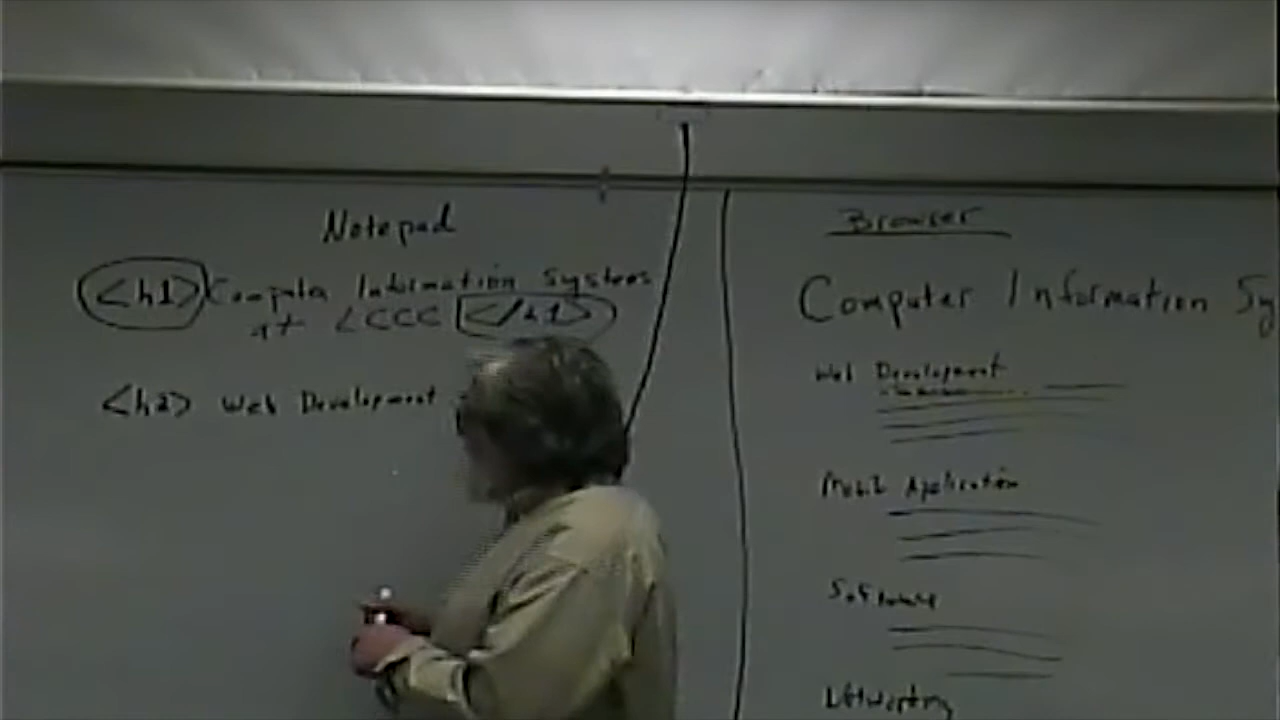 Notepad
<h1> Computer Information Systems
at LCCC </h1>
<h2> Web Development
Browser
Computer Information Sy
Web Development
Mobile Application
Software
Networking